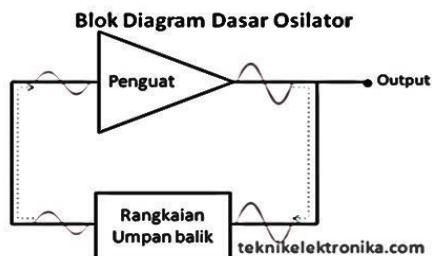 Blok Diagram Dasar Osilator
Penguat
Output
Rangkaian
Umpan balik
teknikelektronika.com